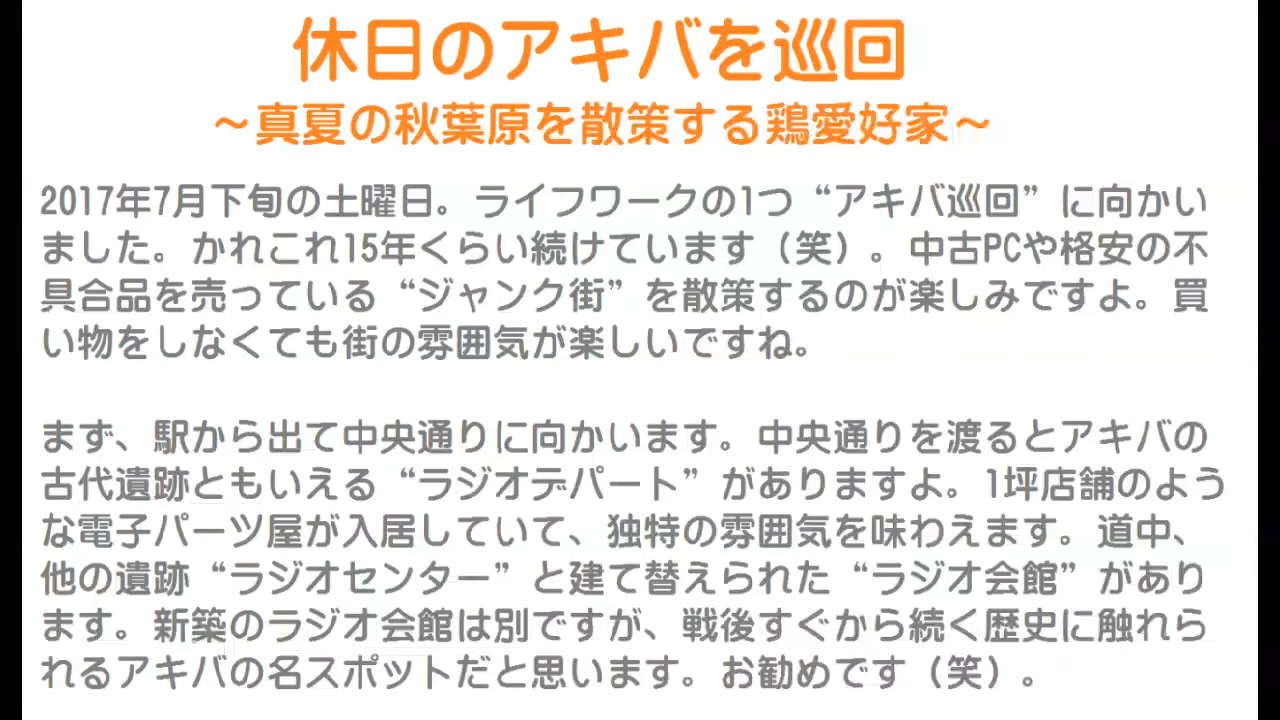 休日のアキバを巡回
～真夏の秋葉原を散策する鶏愛好家～
2017年7月下旬の土曜日。ライフワークの1つ“アキバ巡回”に向かい
ました。かれこれ15年くらい続けています（笑）。中古PCや格安の不
具合品を売っている“ジャンク街”を散策するのが楽しみですよ。買
い物をしなくても街の雰囲気が楽しいですね。
まず、駅から出て中央通りに向かいます。中央通りを渡るとアキバの
古代遺跡ともいえる“ラジオデパート”がありますよ。1坪店舗のよう
な電子パーツ屋が入居していて、独特の雰囲気を味わえます。道中、
他の遺跡“ラジオセンター”と建て替えられた“ラジオ会館”があり
ます。新築のラジオ会館は別ですが、戦後すぐから続く歴史に触れら
れるアキバの名スポットだと思います。お勧めです（笑）。